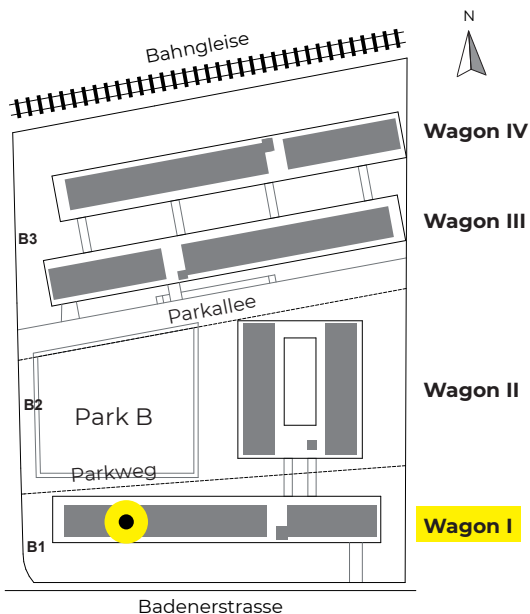 N
Bahngleise
Wagon IV
Wagon III
B3
Parkallee
Wagon II
B2
Park B
Parkweg
Wagon I
B1
Badenerstrasse